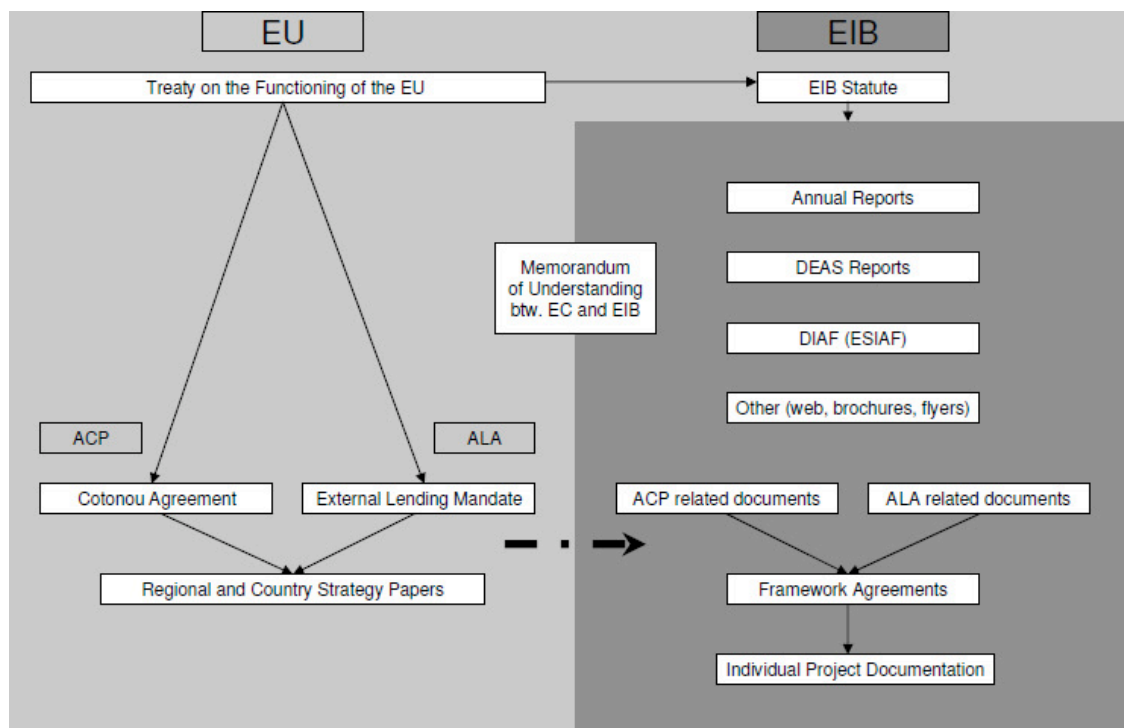 EU
EIB
Treaty on the Functioning of the EU
EIB Statute
Annual Reports
Memorandum
of Understanding
btw. EC and EIB
DEAS Reports
DIAF (ESIAF)
Other (web, brochures, flyers)
ACP
ALA
Cotonou Agreement
External Lending Mandate
ACP related documents
ALA related documents
Regional and Country Strategy Papers
Framework Agreements
Individual Project Documentation